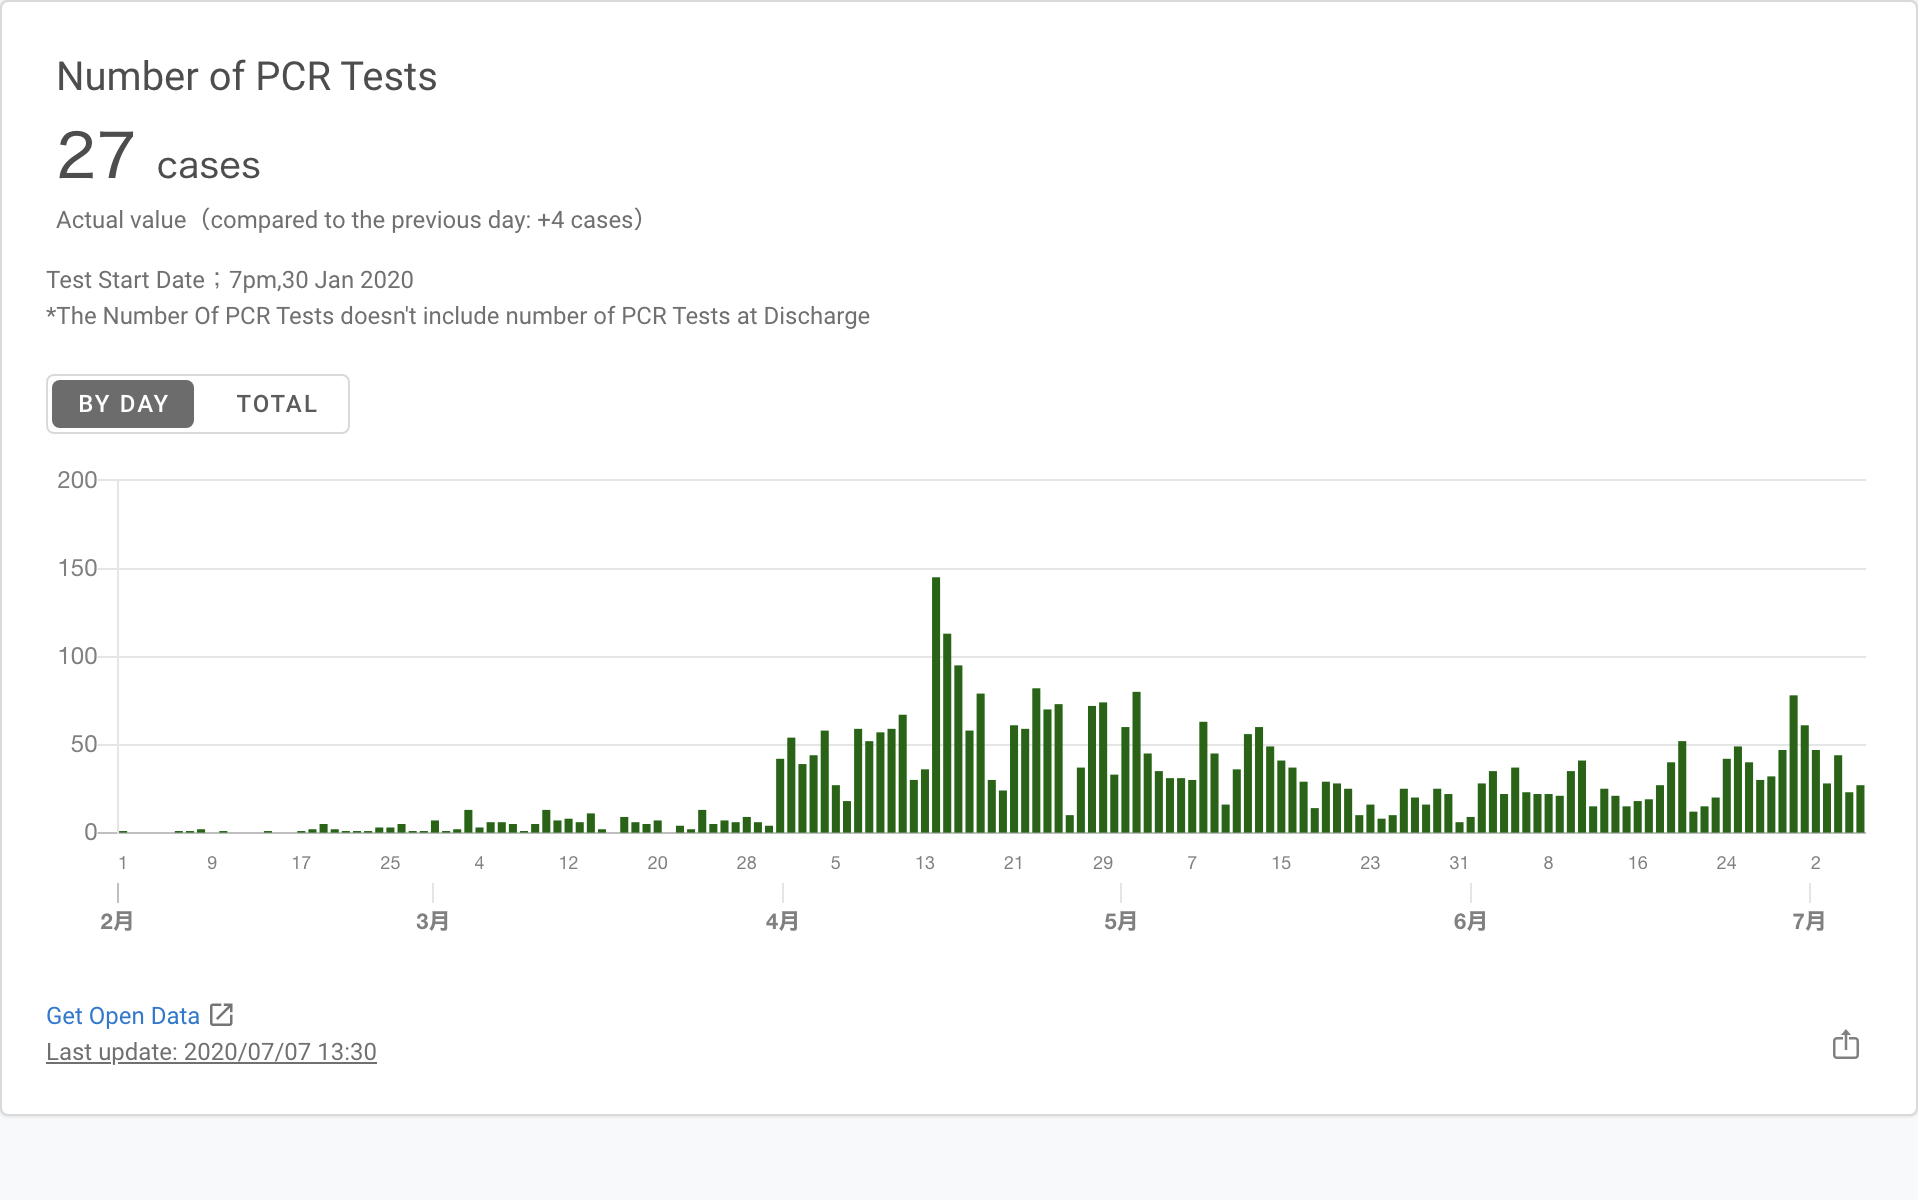 Number of PCR Tests
27 cases
Actual value（compared to the previous day: +4 cases）
Test Start Date；7pm,30 Jan 2020
*The Number Of PCR Tests doesn't include number of PCR Tests at Discharge
BY DAY TOTAL
200
150
100
50
0
1 9 17 25 4 12 20 28 5 13 21 29 7 15 23 31 8 16 24 2
2月 3月 4月 5月 6月 7月
Get Open Data
Last update: 2020/07/07 13:30